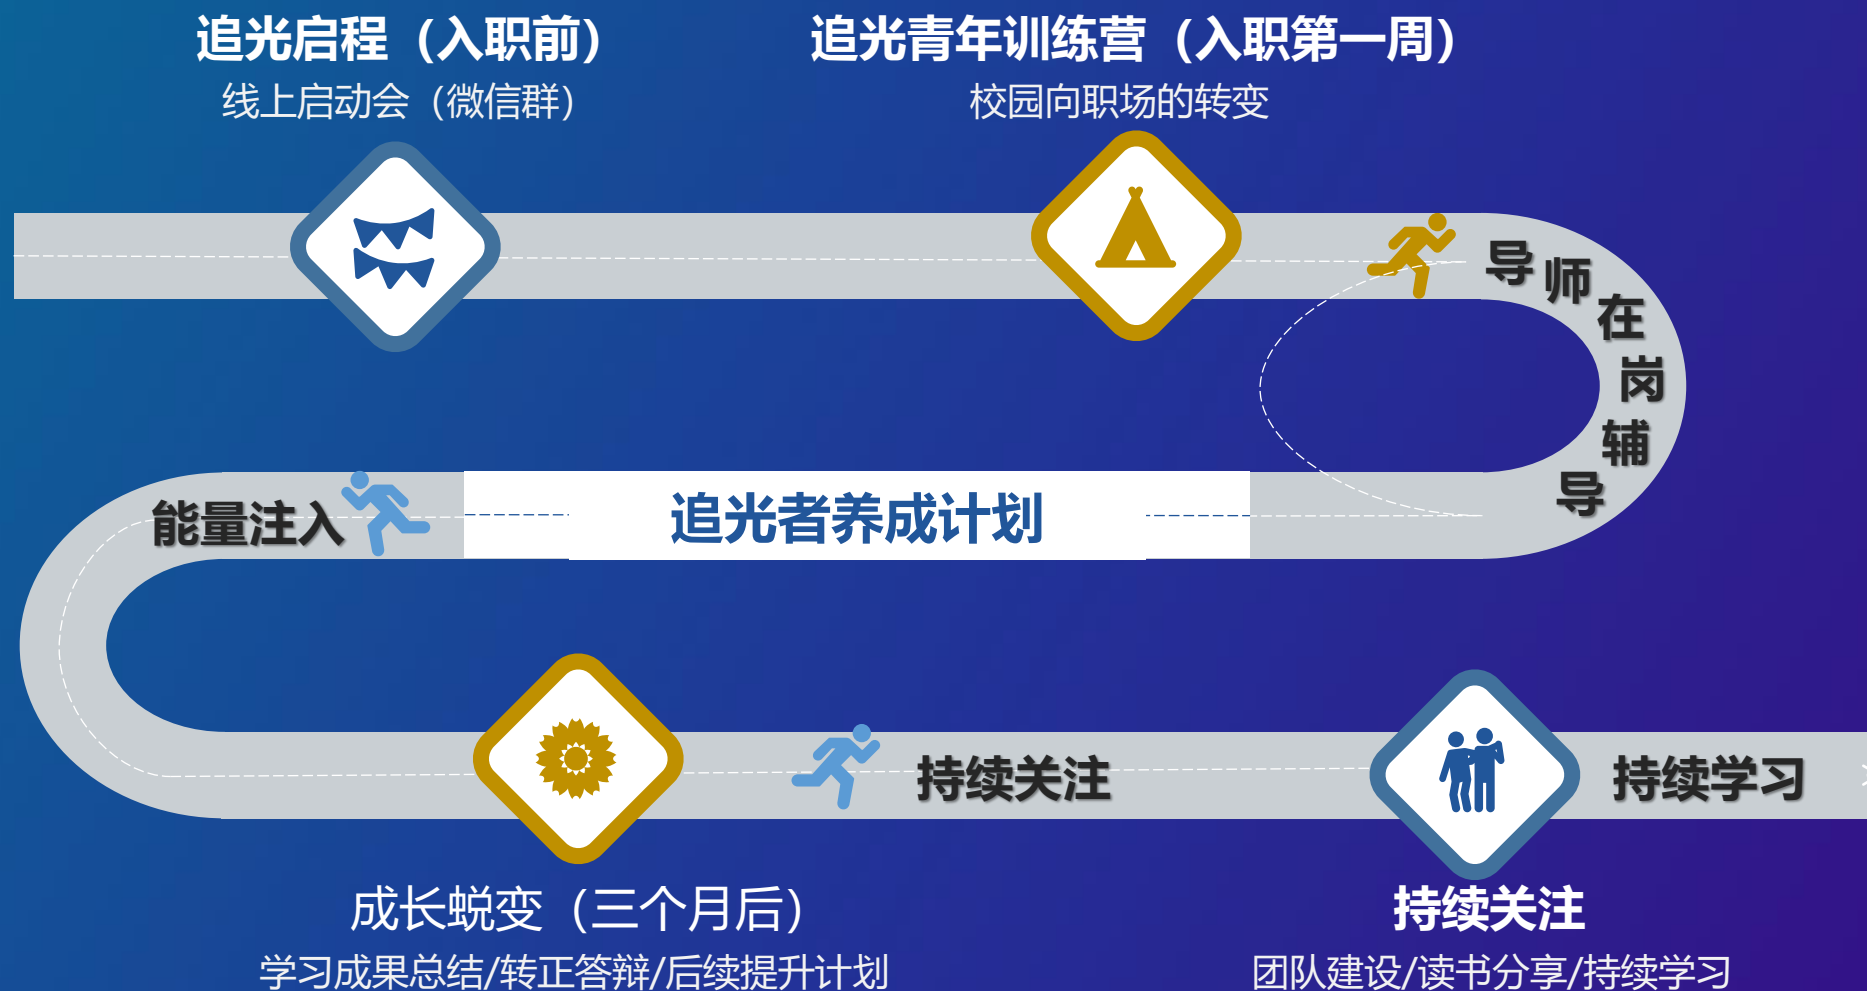 追光启程（入职前）
线上启动会（微信群）
追光青年训练营（入职第一周）
校园向职场的转变
导师在岗辅导
追光者养成计划
能量注入
持续关注
持续学习
成长蜕变（三个月后）
学习成果总结/转正答辩/后续提升计划
持续关注
团队建设/读书分享/持续学习